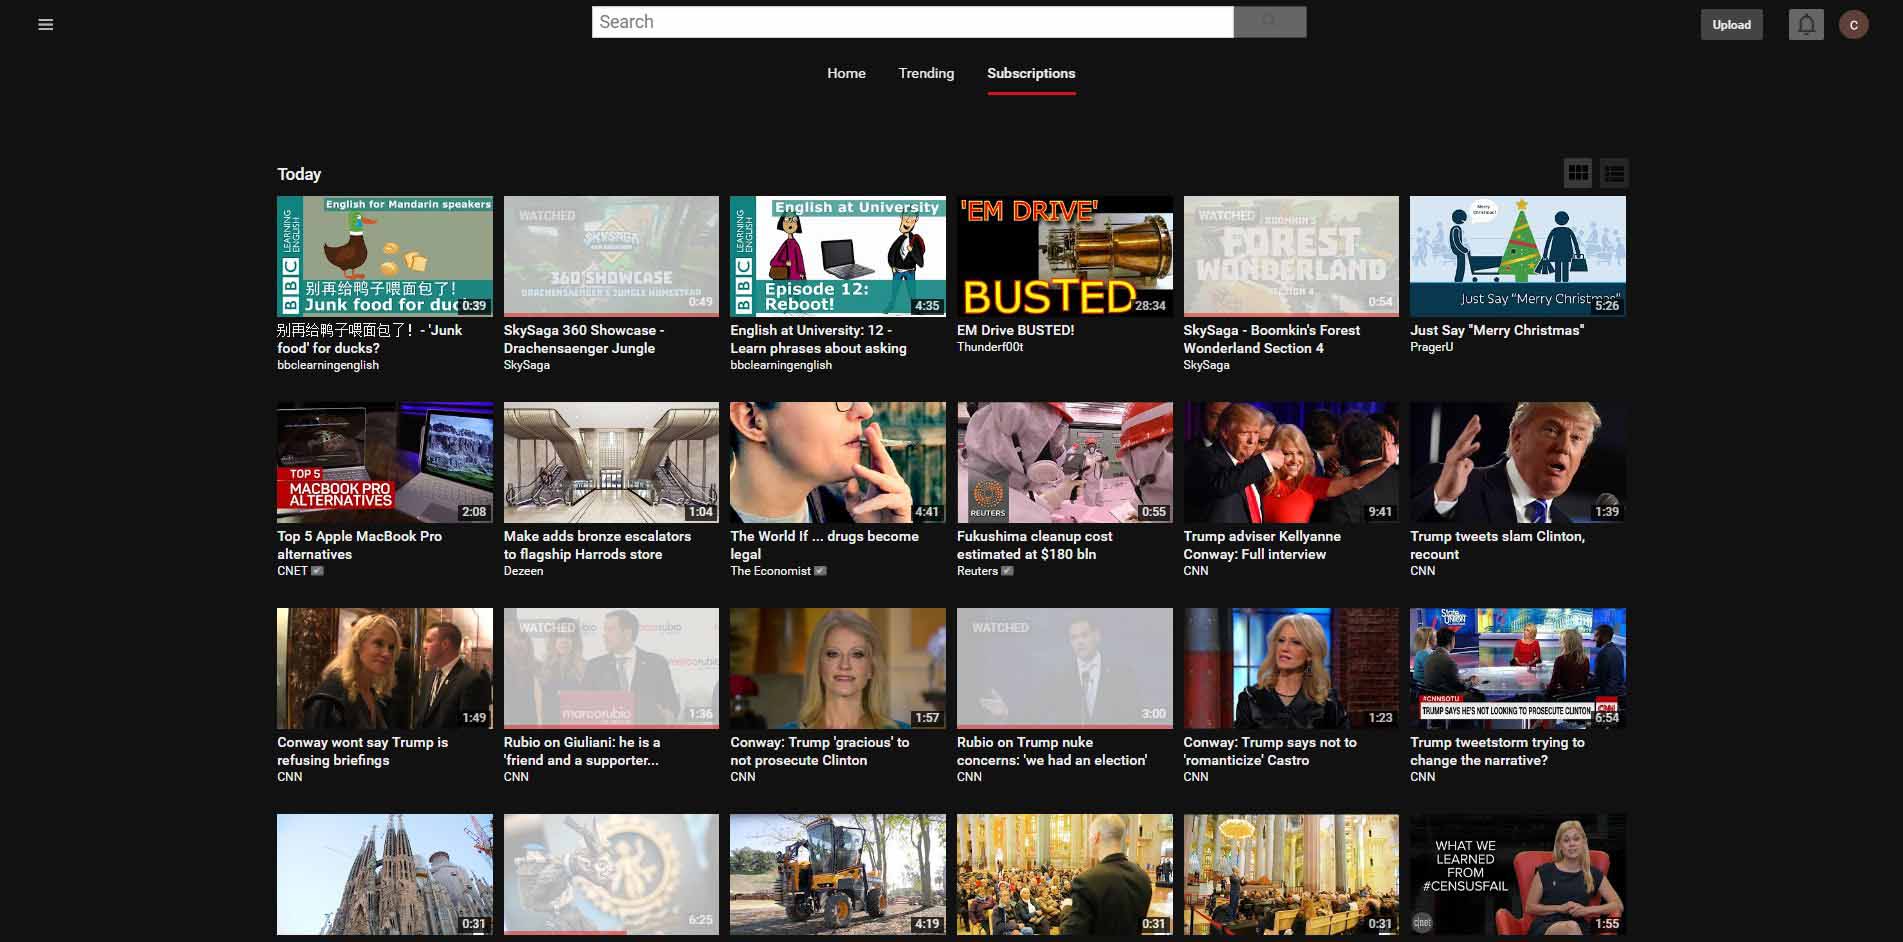 Search
Upload
C
Home
Trending
Subscriptions
Today
English for Mandarin speakers
BBC LEARNING ENGLISH
别再给鸭子喂面包了!
Junk food for duc
0:39
WATCHED
SKYSAGA
360 SHOWCASE
DRACHENSAENGER'S JUNGLE HOMESTEAD
0:49
English at University
BBC LEARNING ENGLISH
Episode 12:
Reboot!
4:35
'EM DRIVE'
BUSTED
28:34
WATCHED
BOOMKIN'S
FOREST
WONDERLAND
SECTION 4
0:54
Merry Christmas!
Just Say "Merry Christmas"
5:26
别再给鸭子喂面包了! - 'Junk
food' for ducks?
bbclearningenglish
SkySaga 360 Showcase -
Drachensaenger Jungle
SkySaga
English at University: 12 -
Learn phrases about asking
bbclearningenglish
EM Drive BUSTED!
Thunderf00t
SkySaga - Boomkin's Forest
Wonderland Section 4
SkySaga
Just Say "Merry Christmas"
PragerU
TOP 5
MACBOOK PRO
ALTERNATIVES
2:08
1:04
4:41
REUTERS
0:55
9:41
1:39
Top 5 Apple MacBook Pro
alternatives
CNET
Make adds bronze escalators
to flagship Harrods store
Dezeen
The World If ... drugs become
legal
The Economist
Fukushima cleanup cost
estimated at $180 bln
Reuters
Trump adviser Kellyanne
Conway: Full interview
CNN
Trump tweets slam Clinton,
recount
CNN
1:49
WATCHED
marcorubio
1:36
1:57
WATCHED
3:00
1:23
State of the UNION
#CNNSOTU
TRUMP SAYS HE'S NOT LOOKING TO PROSECUTE CLINTON
CNN
6:54
Conway wont say Trump is
refusing briefings
CNN
Rubio on Giuliani: he is a
'friend and a supporter...
CNN
Conway: Trump 'gracious' to
not prosecute Clinton
CNN
Rubio on Trump nuke
concerns: 'we had an election'
CNN
Conway: Trump says not to
'romanticize' Castro
CNN
Trump tweetstorm trying to
change the narrative?
CNN
0:31
6:25
4:19
0:31
0:31
WHAT WE
LEARNED
FROM
#CENSUSFAIL
cnet
1:55